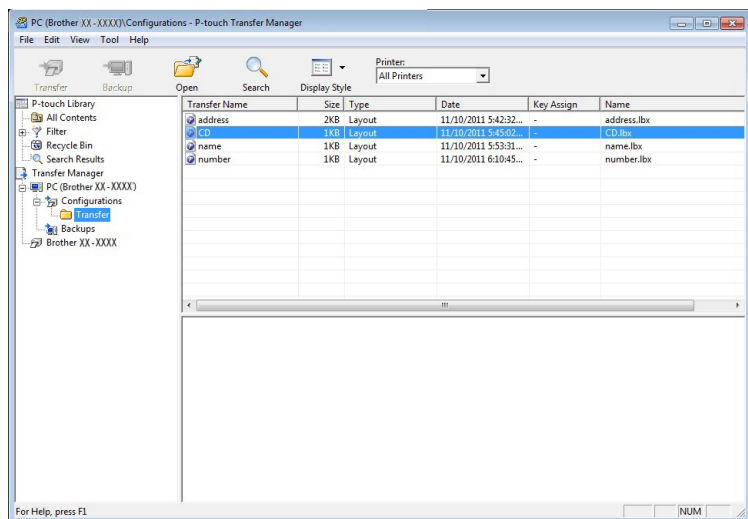 PC (Brother XX-XXXX)\Configurations - P-touch Transfer Manager
File Edit View Tool Help
Printer:
All Printers
Transfer Backup Open Search Display Style
P-touch Library
All Contents
Filter
Recycle Bin
Search Results
Transfer Manager
PC (Brother XX-XXXX)
Configurations
Transfer
Backups
Brother XX-XXXX
Transfer Name Size Type Date Key Assign Name
address 2KB Layout 11/10/2011 5:42:32... - address.lbx
CD 1KB Layout 11/10/2011 5:45:02... - CD.lbx
name 1KB Layout 11/10/2011 5:53:31... - name.lbx
number 1KB Layout 11/10/2011 6:10:45... - number.lbx
For Help, press F1
NUM